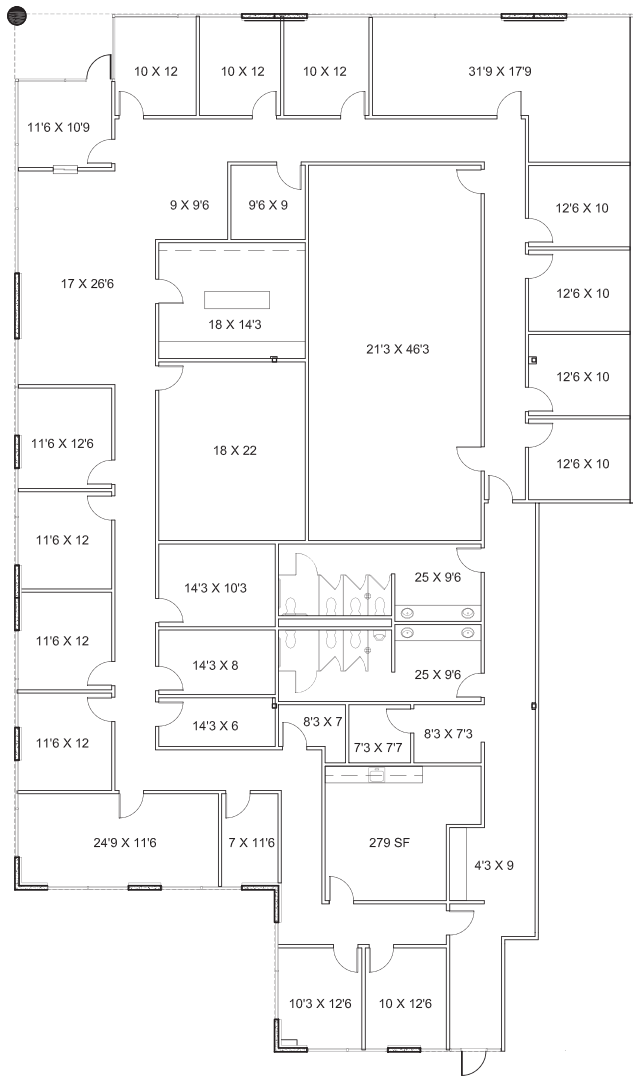 10 X 12
10 X 12
10 X 12
31'9 X 17'9
11'6 X 10'9
9 X 9'6
9'6 X 9
12'6 X 10
17 X 26'6
12'6 X 10
18 X 14'3
21'3 X 46'3
12'6 X 10
11'6 X 12'6
18 X 22
12'6 X 10
11'6 X 12
14'3 X 10'3
25 X 9'6
11'6 X 12
14'3 X 8
25 X 9'6
11'6 X 12
14'3 X 6
8'3 X 7
7'3 X 7'7
8'3 X 7'3
24'9 X 11'6
7 X 11'6
279 SF
4'3 X 9
10'3 X 12'6
10 X 12'6